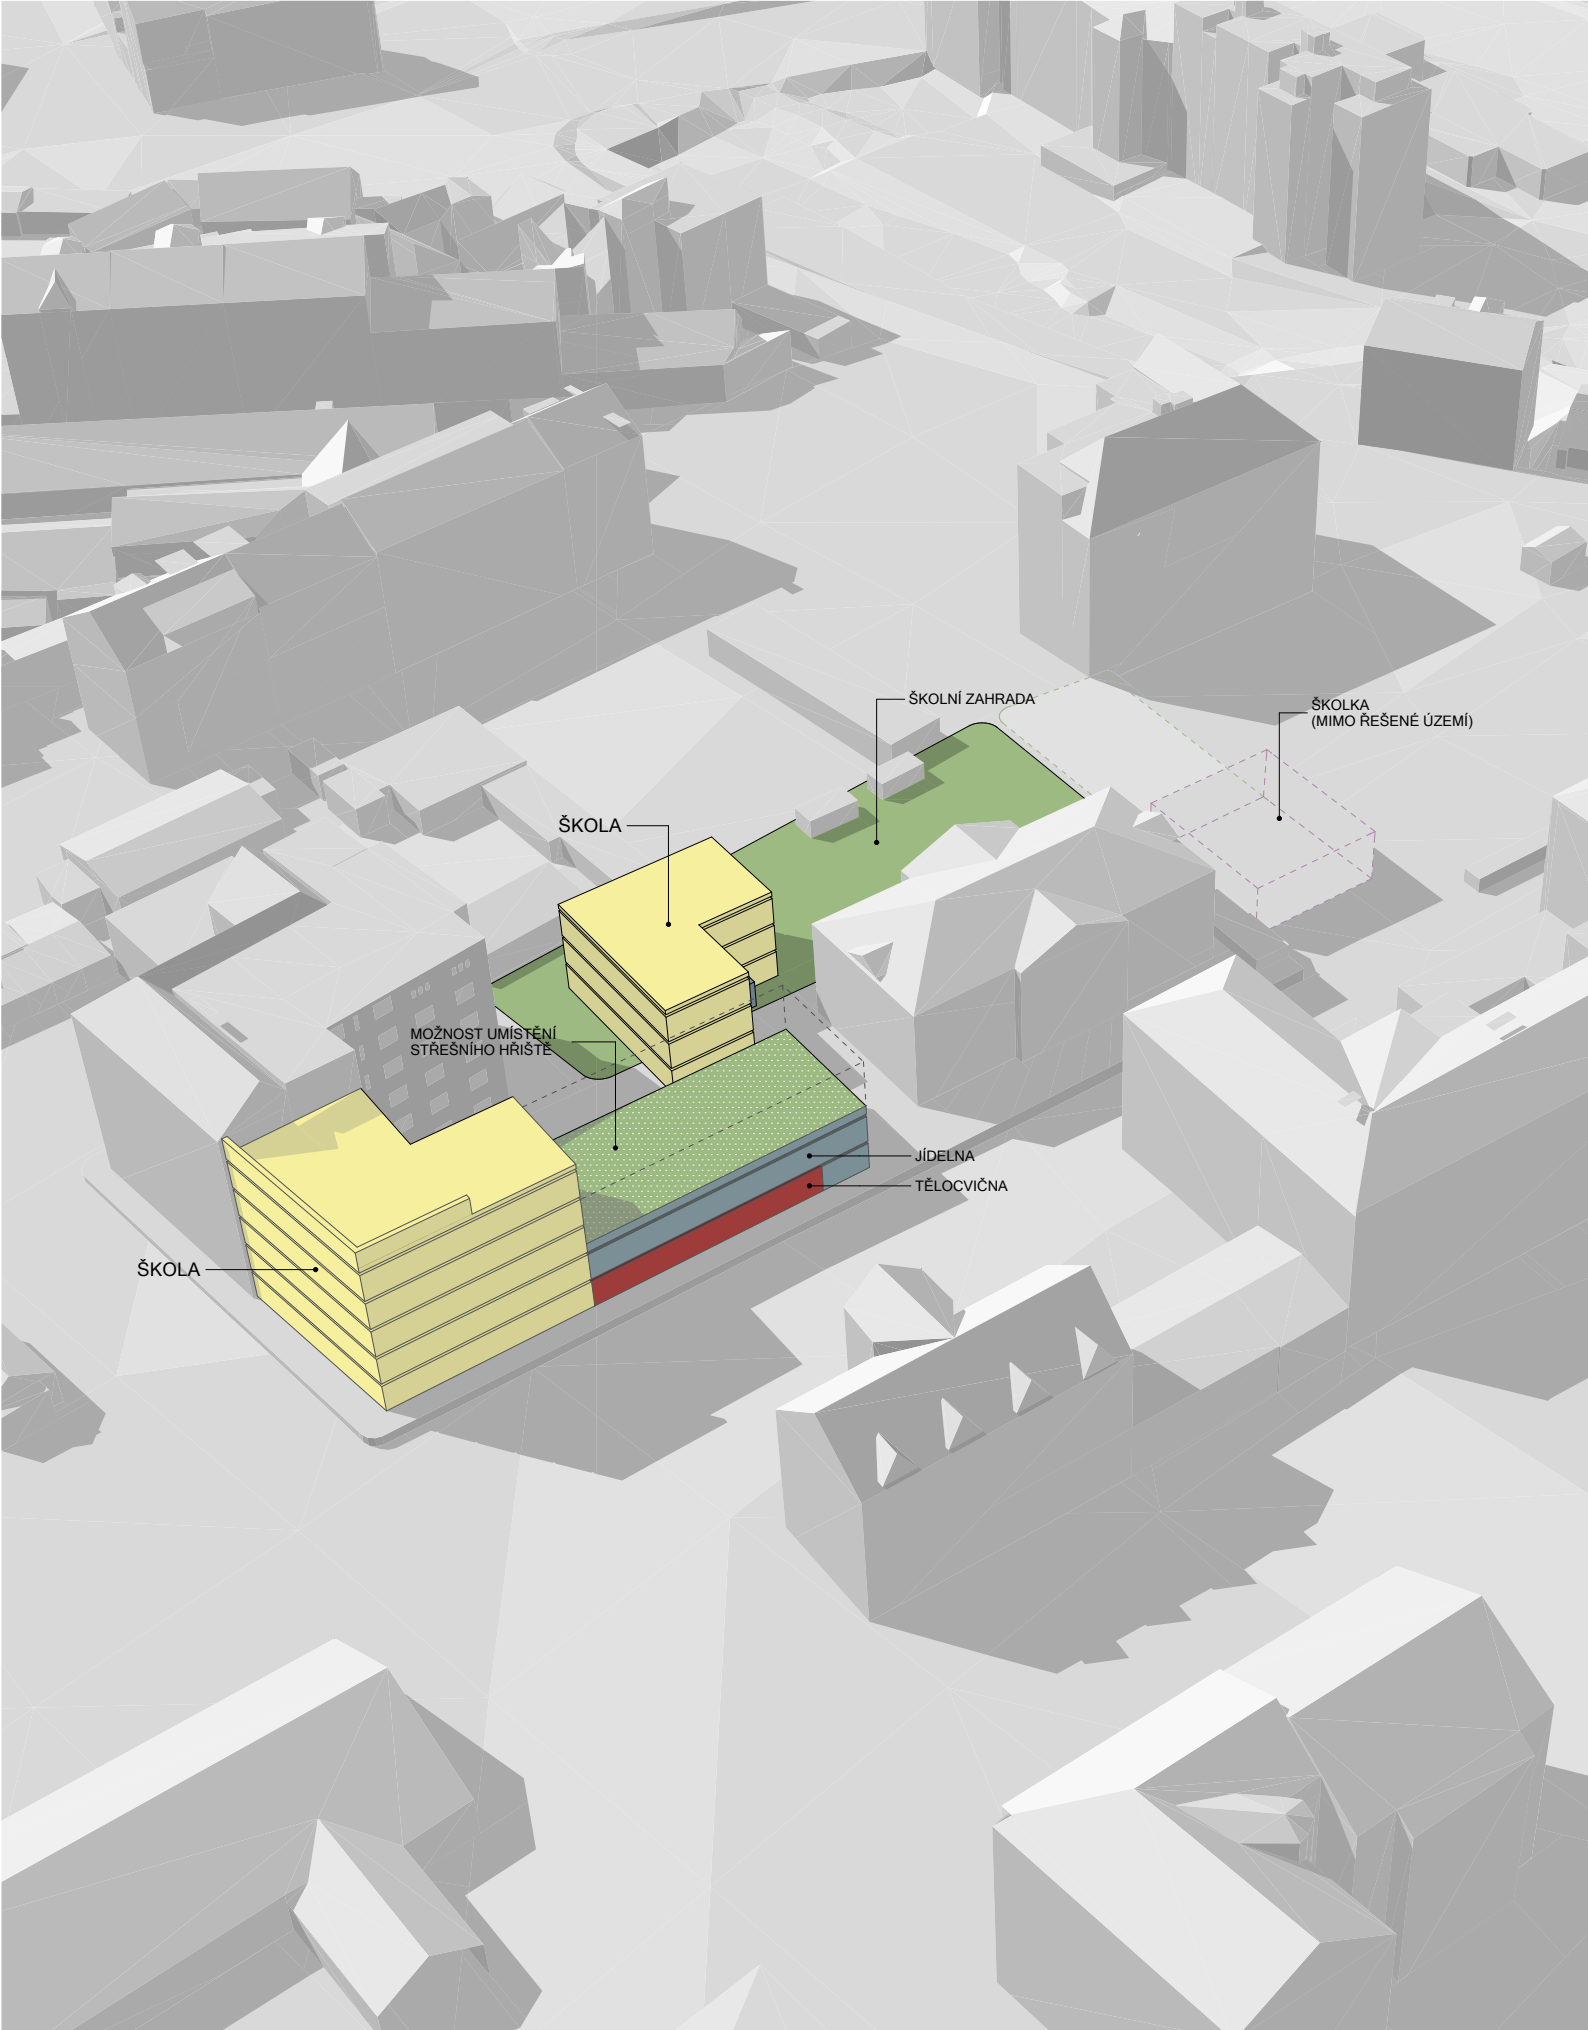 ŠKOLNÍ ZAHRADA
ŠKOLKA
(MIMO ŘEŠENÉ ÚZEMÍ)
ŠKOLA
MOŽNOST UMÍSTĚNÍ
STŘEŠNÍHO HŘIŠTĚ
JÍDELNA
TĚLOCVIČNA
ŠKOLA